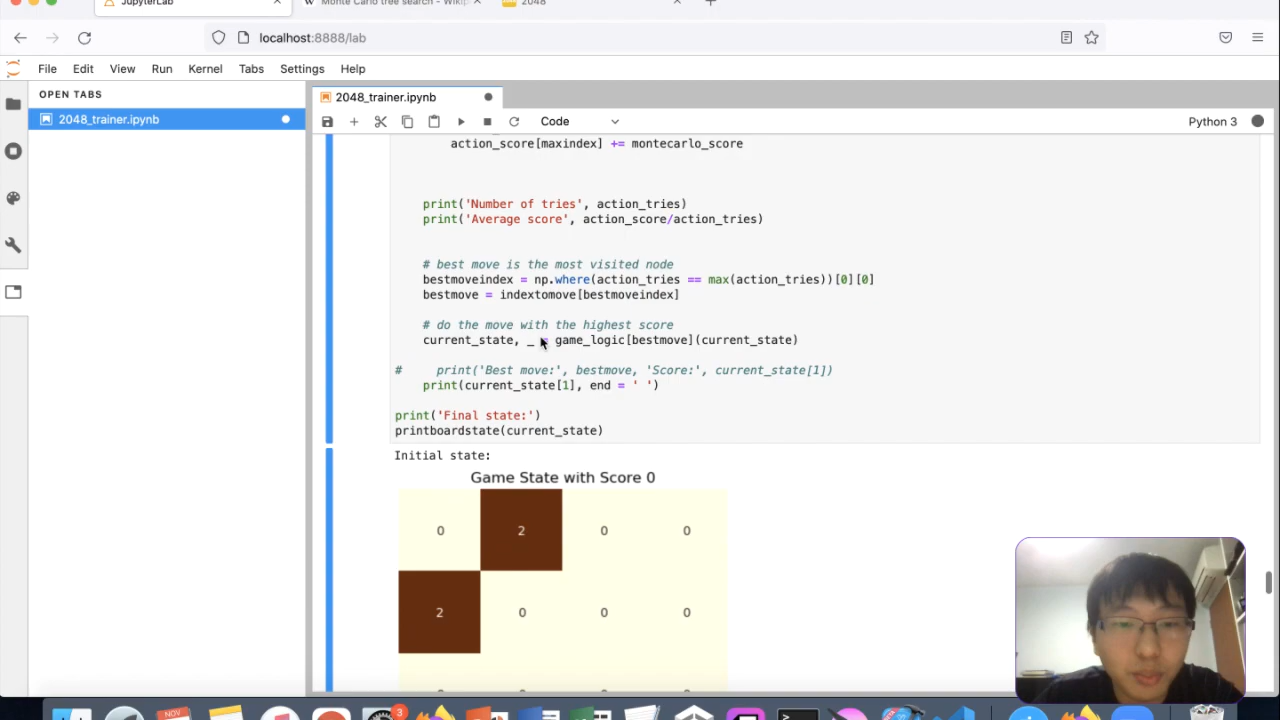 JupyterLab
Monte Carlo tree search - Wikip
2048
localhost:8888/lab
File Edit View Run Kernel Tabs Settings Help
OPEN TABS
2048_trainer.ipynb
2048_trainer.ipynb
Code
Python 3
action_score[maxindex] += montecarlo_score
print('Number of tries', action_tries)
print('Average score', action_score/action_tries)
# best move is the most visited node
bestmoveindex = np.where(action_tries == max(action_tries))[0][0]
bestmove = indextomove[bestmoveindex]
# do the move with the highest score
current_state, _ = game_logic[bestmove](current_state)
# print('Best move:', bestmove, 'Score:', current_state[1])
print(current_state[1], end = ' ')
print('Final state:')
printboardstate(current_state)
Initial state:
Game State with Score 0
0 2 0 0
2 0 0 0
NOV
3